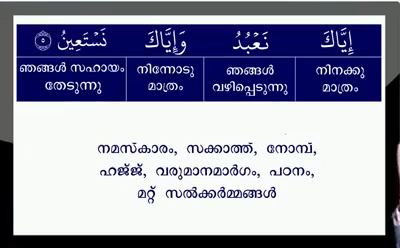 إِيَّاكَ نَعْبُدُ وَإِيَّاكَ نَسْتَعِينُ ٥
നിനക്കു മാത്രം ഞങ്ങൾ വഴിപ്പെടുന്നു നിന്നോടു മാത്രം ഞങ്ങൾ സഹായം തേടുന്നു
നമസ്കാരം, സക്കാത്ത്, നോമ്പ്,
ഹജ്ജ്, വരുമാനമാർഗം, പഠനം,
മറ്റ് സൽക്കർമ്മങ്ങൾ